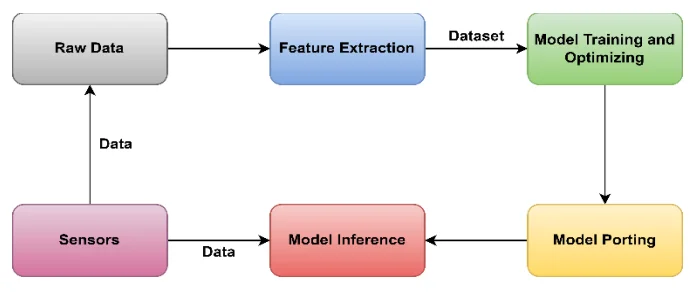 Raw Data
Feature Extraction
Dataset
Model Training and
Optimizing
Data
Sensors
Data
Model Inference
Model Porting